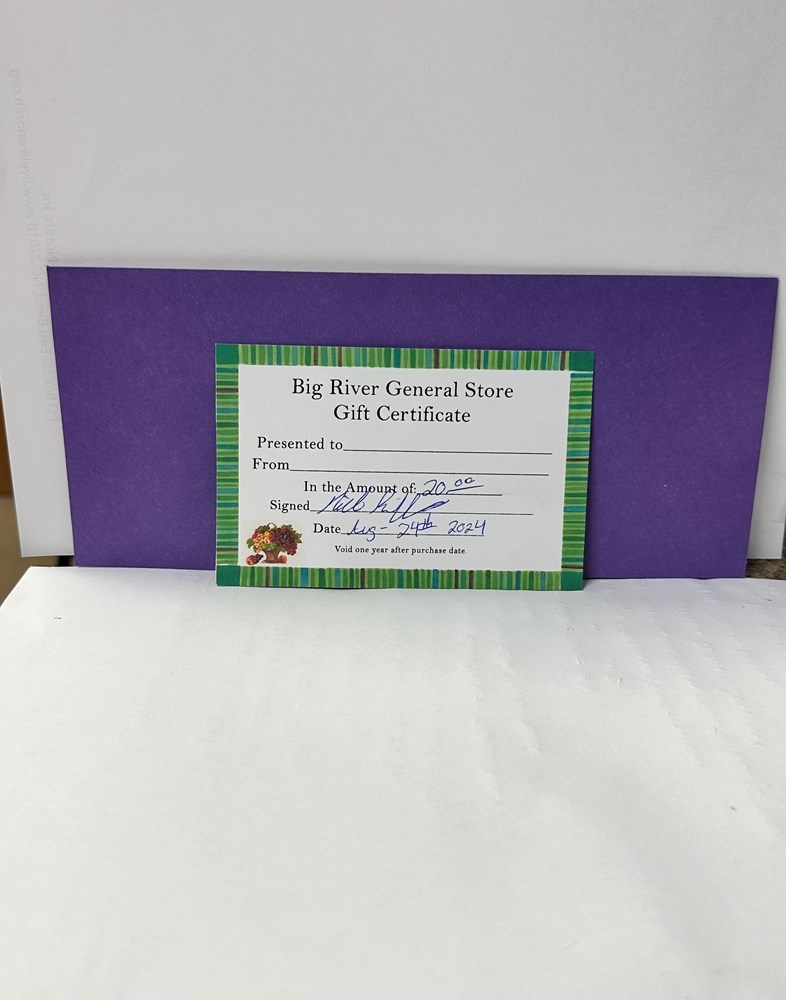 Big River General Store
Gift Certificate
Presented to
From
In the Amount of: 20.00
Signed
Date Aug - 24th 2024
Void one year after purchase date.